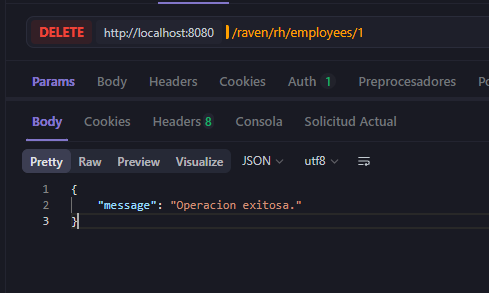 DELETE http://localhost:8080 /raven/rh/employees/1
Params Body Headers Cookies Auth 1 Preprocesadores
Body Cookies Headers 8 Consola Solicitud Actual
Pretty Raw Preview Visualize JSON utf8
1 {
2 "message": "Operacion exitosa."
3 }